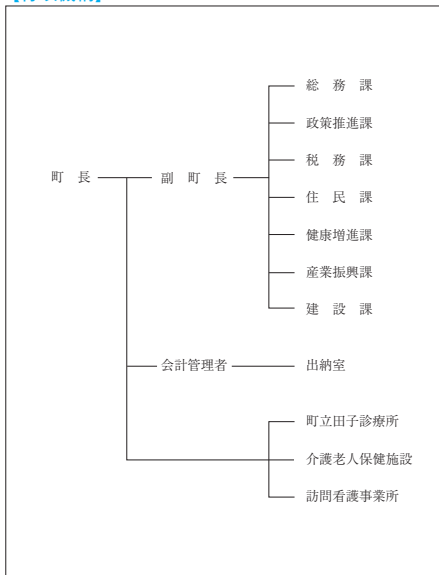 総務課
政策推進課
税務課
町長
副町長
住民課
健康増進課
産業振興課
建設課
会計管理者
出納室
町立田子診療所
介護老人保健施設
訪問看護事業所